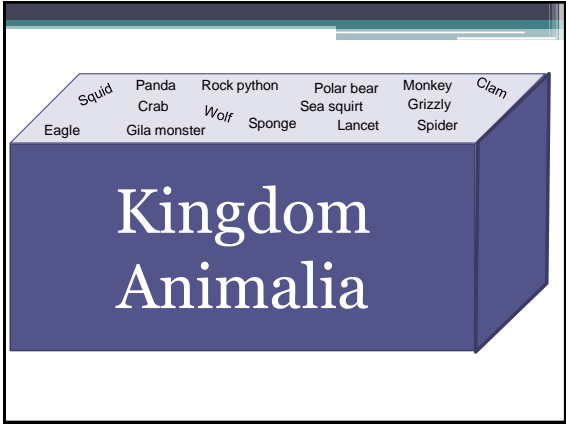 Squid Panda Rock python Polar bear Monkey Clam
Crab Wolf Sea squirt Grizzly
Eagle Gila monster Sponge Lancet Spider
Kingdom
Animalia